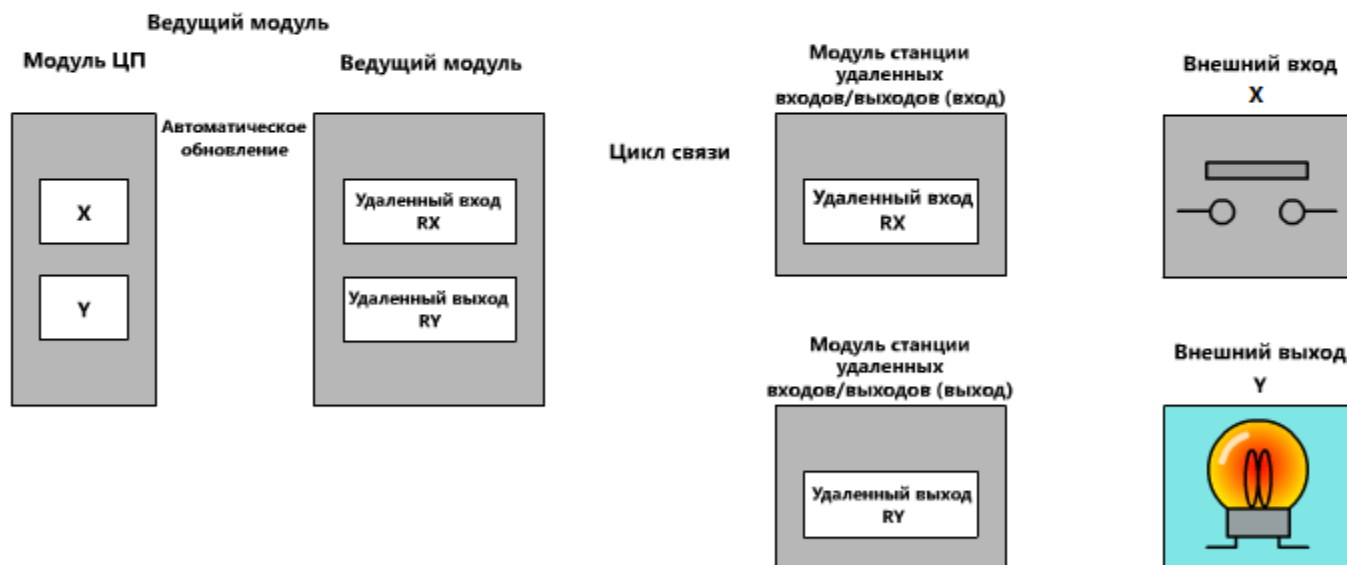 Ведущий модуль
Модуль ЦП
Ведущий модуль
Автоматическое
обновление
X
Y
Удаленный вход
RX
Удаленный выход
RY
Цикл связи
Модуль станции
удаленных
входов/выходов (вход)
Удаленный вход
RX
Внешний вход
X
Модуль станции
удаленных
входов/выходов (выход)
Удаленный выход
RY
Внешний выход
Y